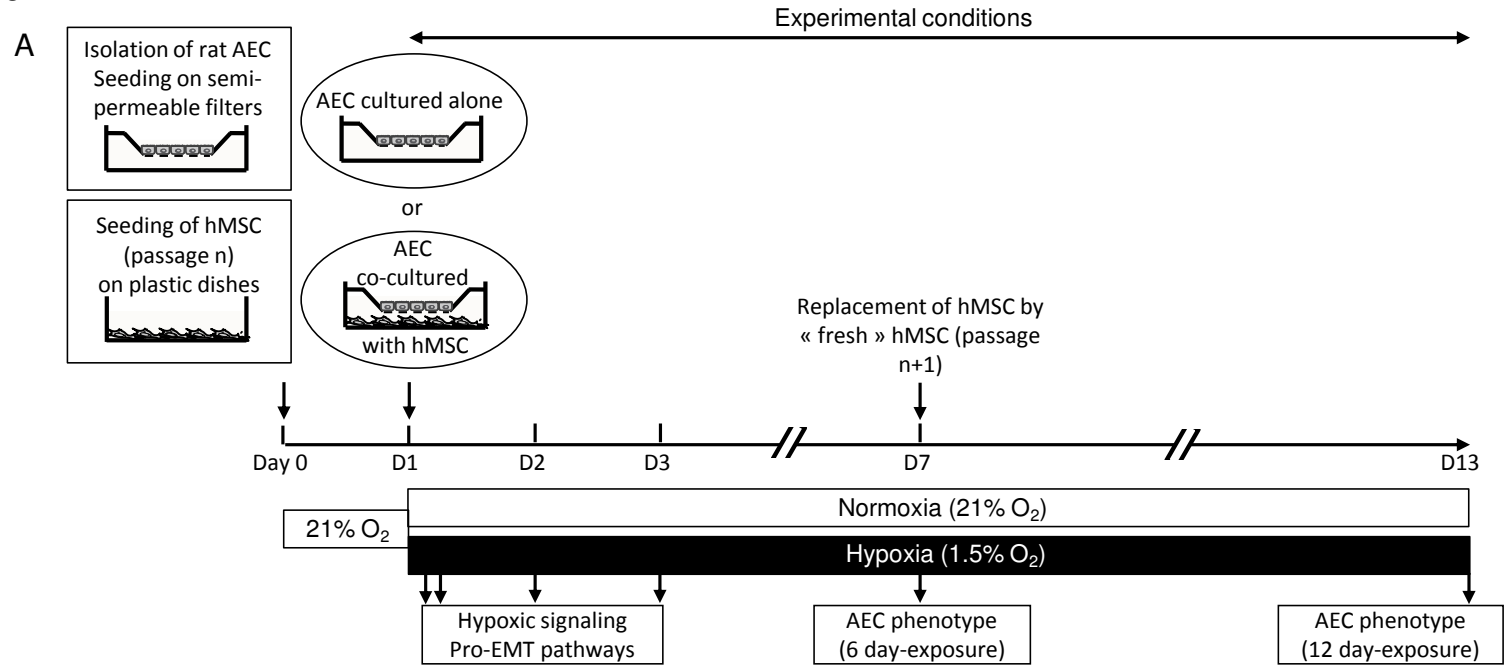 A
Experimental conditions
Isolation of rat AEC
Seeding on semi-
permeable filters
AEC cultured alone
or
Seeding of hMSC
(passage n)
on plastic dishes
AEC
co-cultured
with hMSC
Replacement of hMSC by
« fresh » hMSC (passage
n+1)
Day 0
D1
D2
D3
D7
D13
21% O₂
Normoxia (21% O₂)
Hypoxia (1.5% O₂)
Hypoxic signaling
Pro-EMT pathways
AEC phenotype
(6 day-exposure)
AEC phenotype
(12 day-exposure)